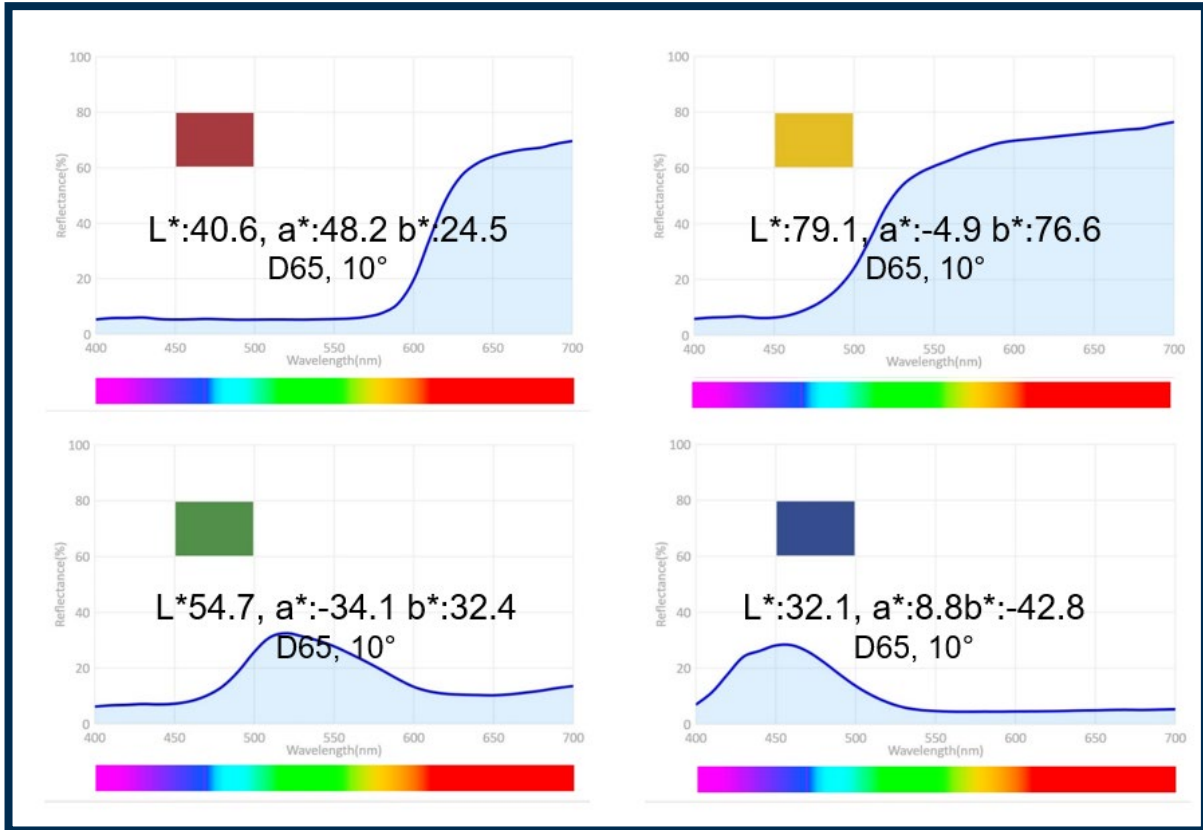 100
80
60
40
20
0
Reflectance(%)
L*:40.6, a*:48.2 b*:24.5
D65, 10°
400 450 500 550 600 650 700
Wavelength(nm)
100
80
60
40
20
0
Reflectance(%)
L*:79.1, a*:-4.9 b*:76.6
D65, 10°
400 450 500 550 600 650 700
Wavelength(nm)
100
80
60
40
20
0
Reflectance(%)
L*54.7, a*:-34.1 b*:32.4
D65, 10°
400 450 500 550 600 650 700
Wavelength(nm)
100
80
60
40
20
0
Reflectance(%)
L*:32.1, a*:8.8b*:-42.8
D65, 10°
400 450 500 550 600 650 700
Wavelength(nm)